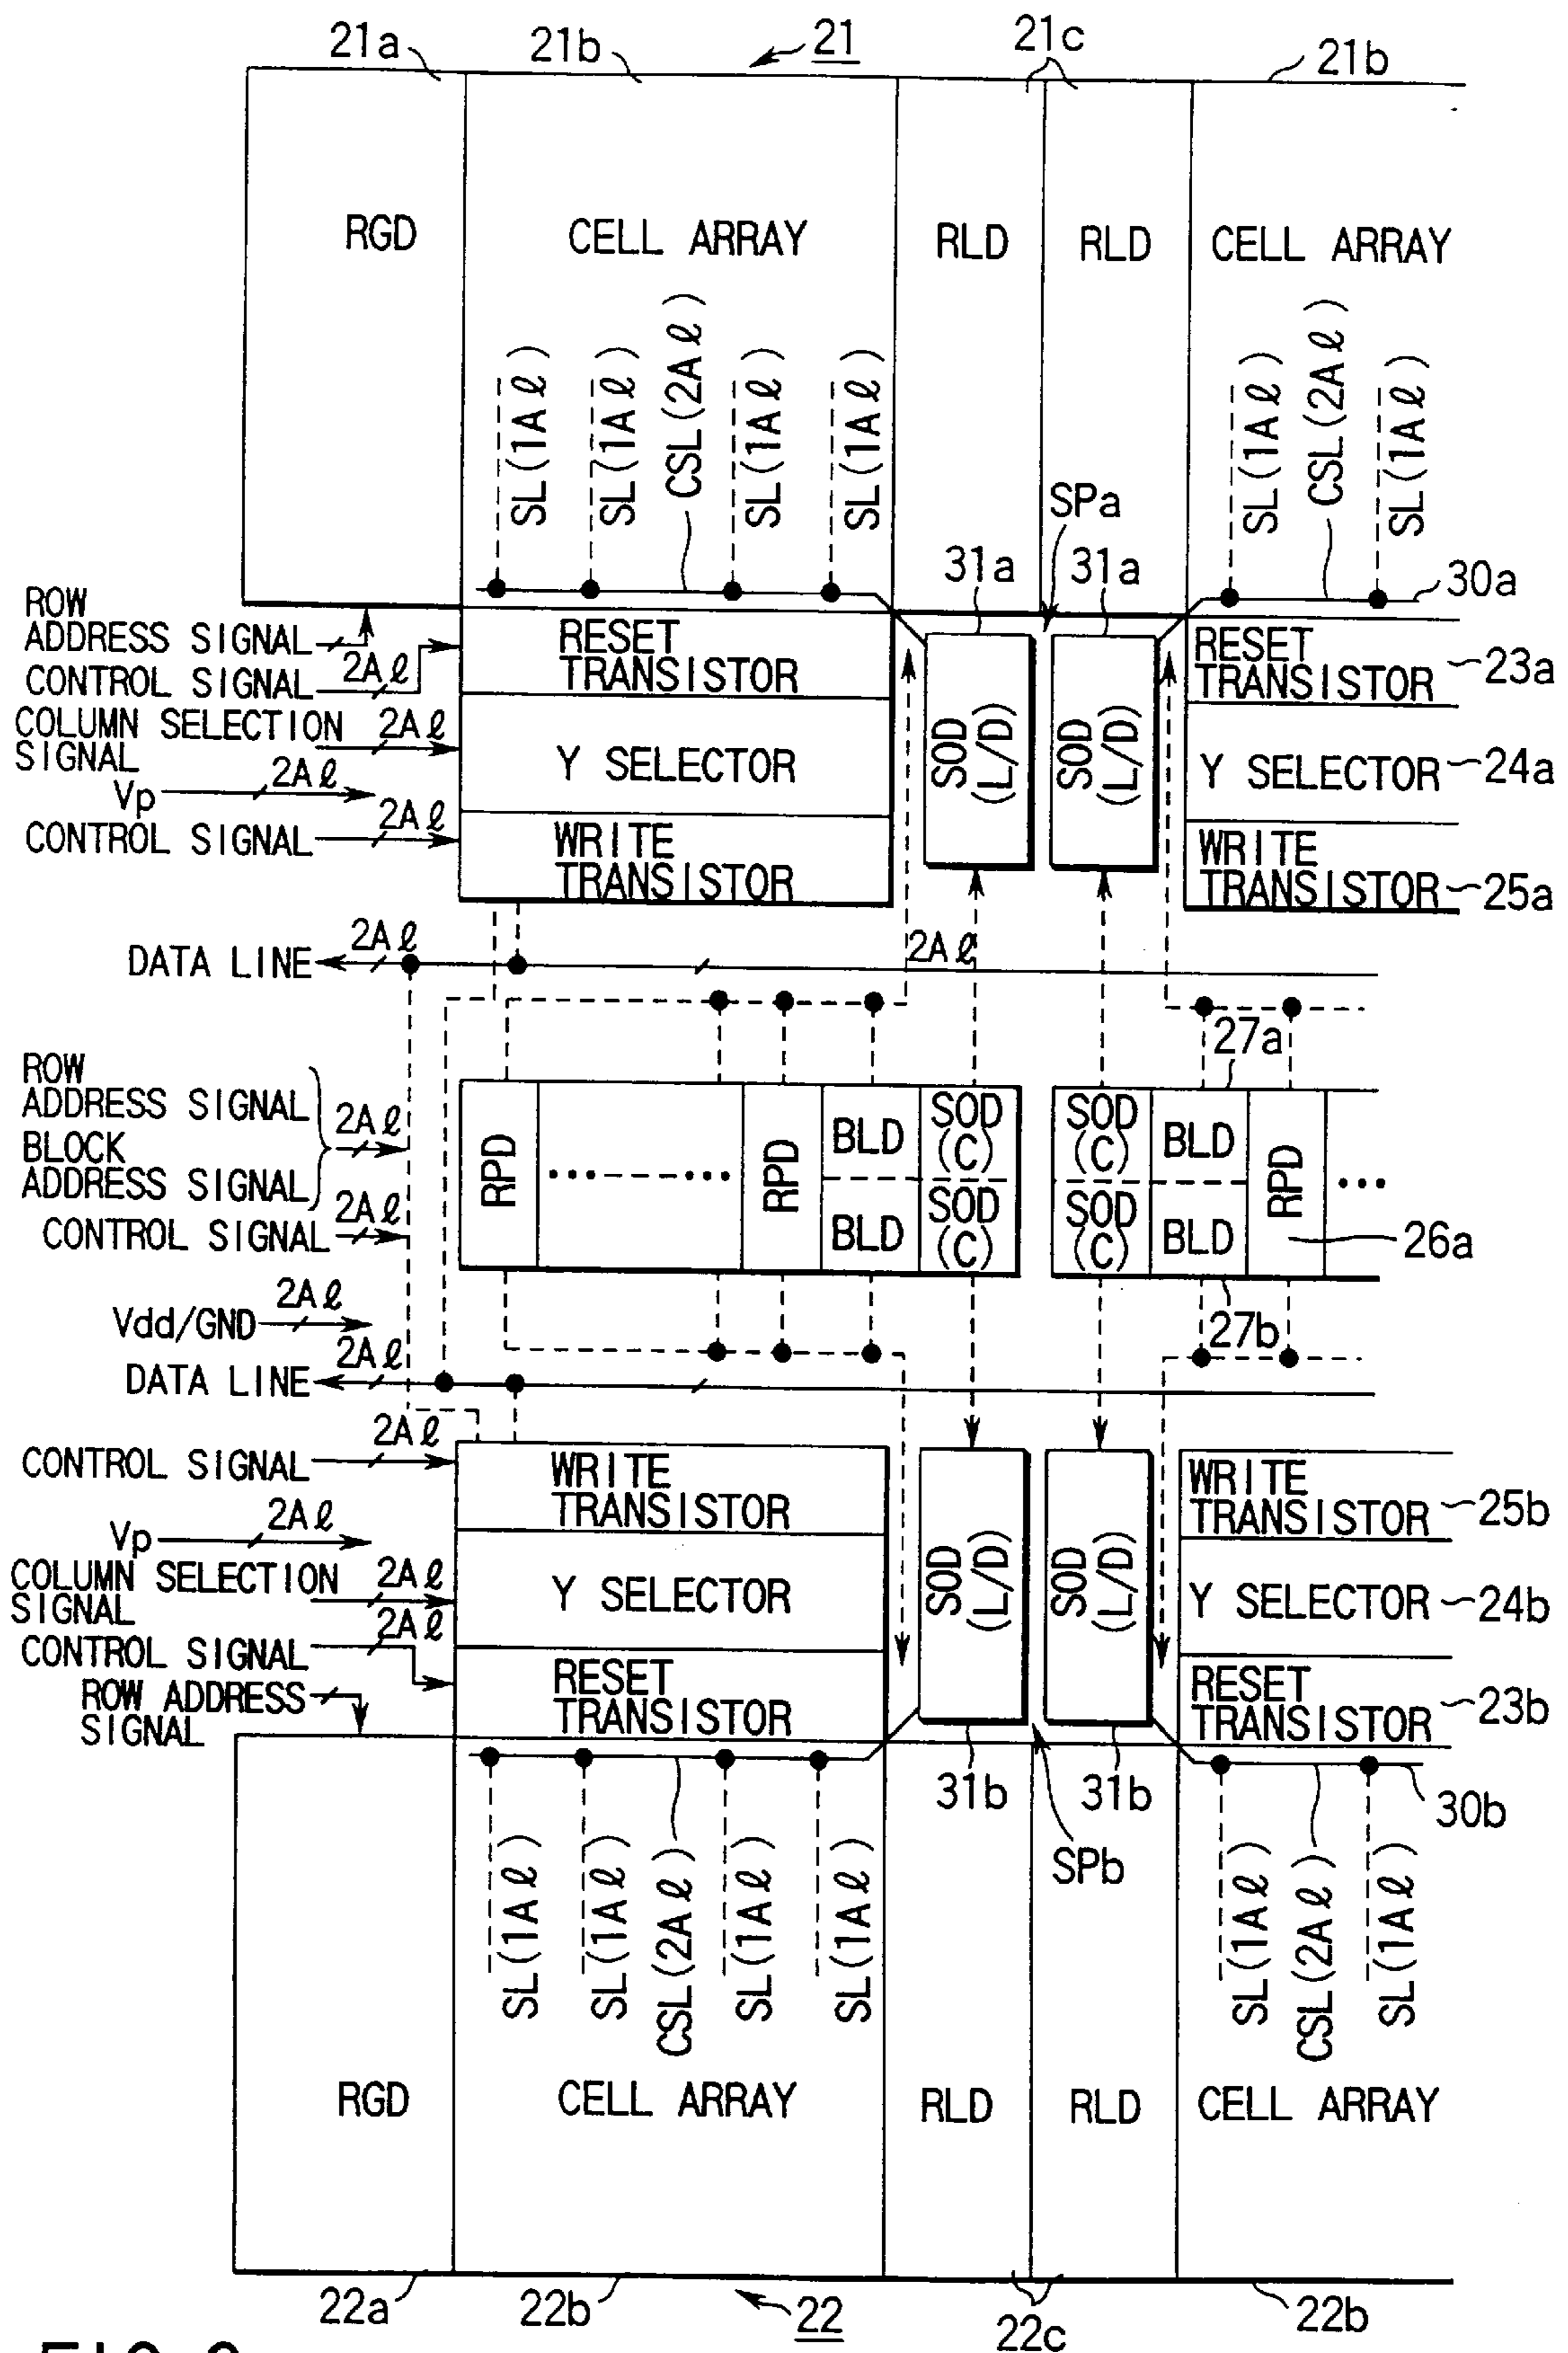 21a
21b
21
21c
21b
RGD
CELL ARRAY
RLD
RLD
CELL ARRAY
SL(1Aℓ)
SL(1Aℓ)
CSL(2Aℓ)
SL(1Aℓ)
SL(1Aℓ)
SL(1Aℓ)
CSL(2Aℓ)
SL(1Aℓ)
SPa
31a
31a
30a
ROW
ADDRESS SIGNAL
2Aℓ
CONTROL SIGNAL
COLUMN SELECTION
SIGNAL
2Aℓ
Vp
2Aℓ
CONTROL SIGNAL
2Aℓ
RESET
TRANSISTOR
Y SELECTOR
WRITE
TRANSISTOR
SOD
(L/D)
SOD
(L/D)
RESET
TRANSISTOR
23a
Y SELECTOR
24a
WRITE
TRANSISTOR
25a
DATA LINE
2Aℓ
2Aℓ
27a
ROW
ADDRESS SIGNAL
BLOCK
ADDRESS SIGNAL
2Aℓ
CONTROL SIGNAL
2Aℓ
RPD
RPD
BLD
SOD
(C)
SOD
(C)
BLD
RPD
BLD
SOD
(C)
SOD
(C)
BLD
26a
Vdd/GND
2Aℓ
27b
DATA LINE
2Aℓ
CONTROL SIGNAL
2Aℓ
Vp
2Aℓ
COLUMN SELECTION
SIGNAL
2Aℓ
CONTROL SIGNAL
2Aℓ
ROW ADDRESS
SIGNAL
WRITE
TRANSISTOR
Y SELECTOR
RESET
TRANSISTOR
SOD
(L/D)
SOD
(L/D)
WRITE
TRANSISTOR
25b
Y SELECTOR
24b
RESET
TRANSISTOR
23b
31b
31b
30b
SPb
SL(1Aℓ)
SL(1Aℓ)
CSL(2Aℓ)
SL(1Aℓ)
SL(1Aℓ)
SL(1Aℓ)
CSL(2Aℓ)
SL(1Aℓ)
RGD
CELL ARRAY
RLD
RLD
CELL ARRAY
22a
22b
22
22c
22b